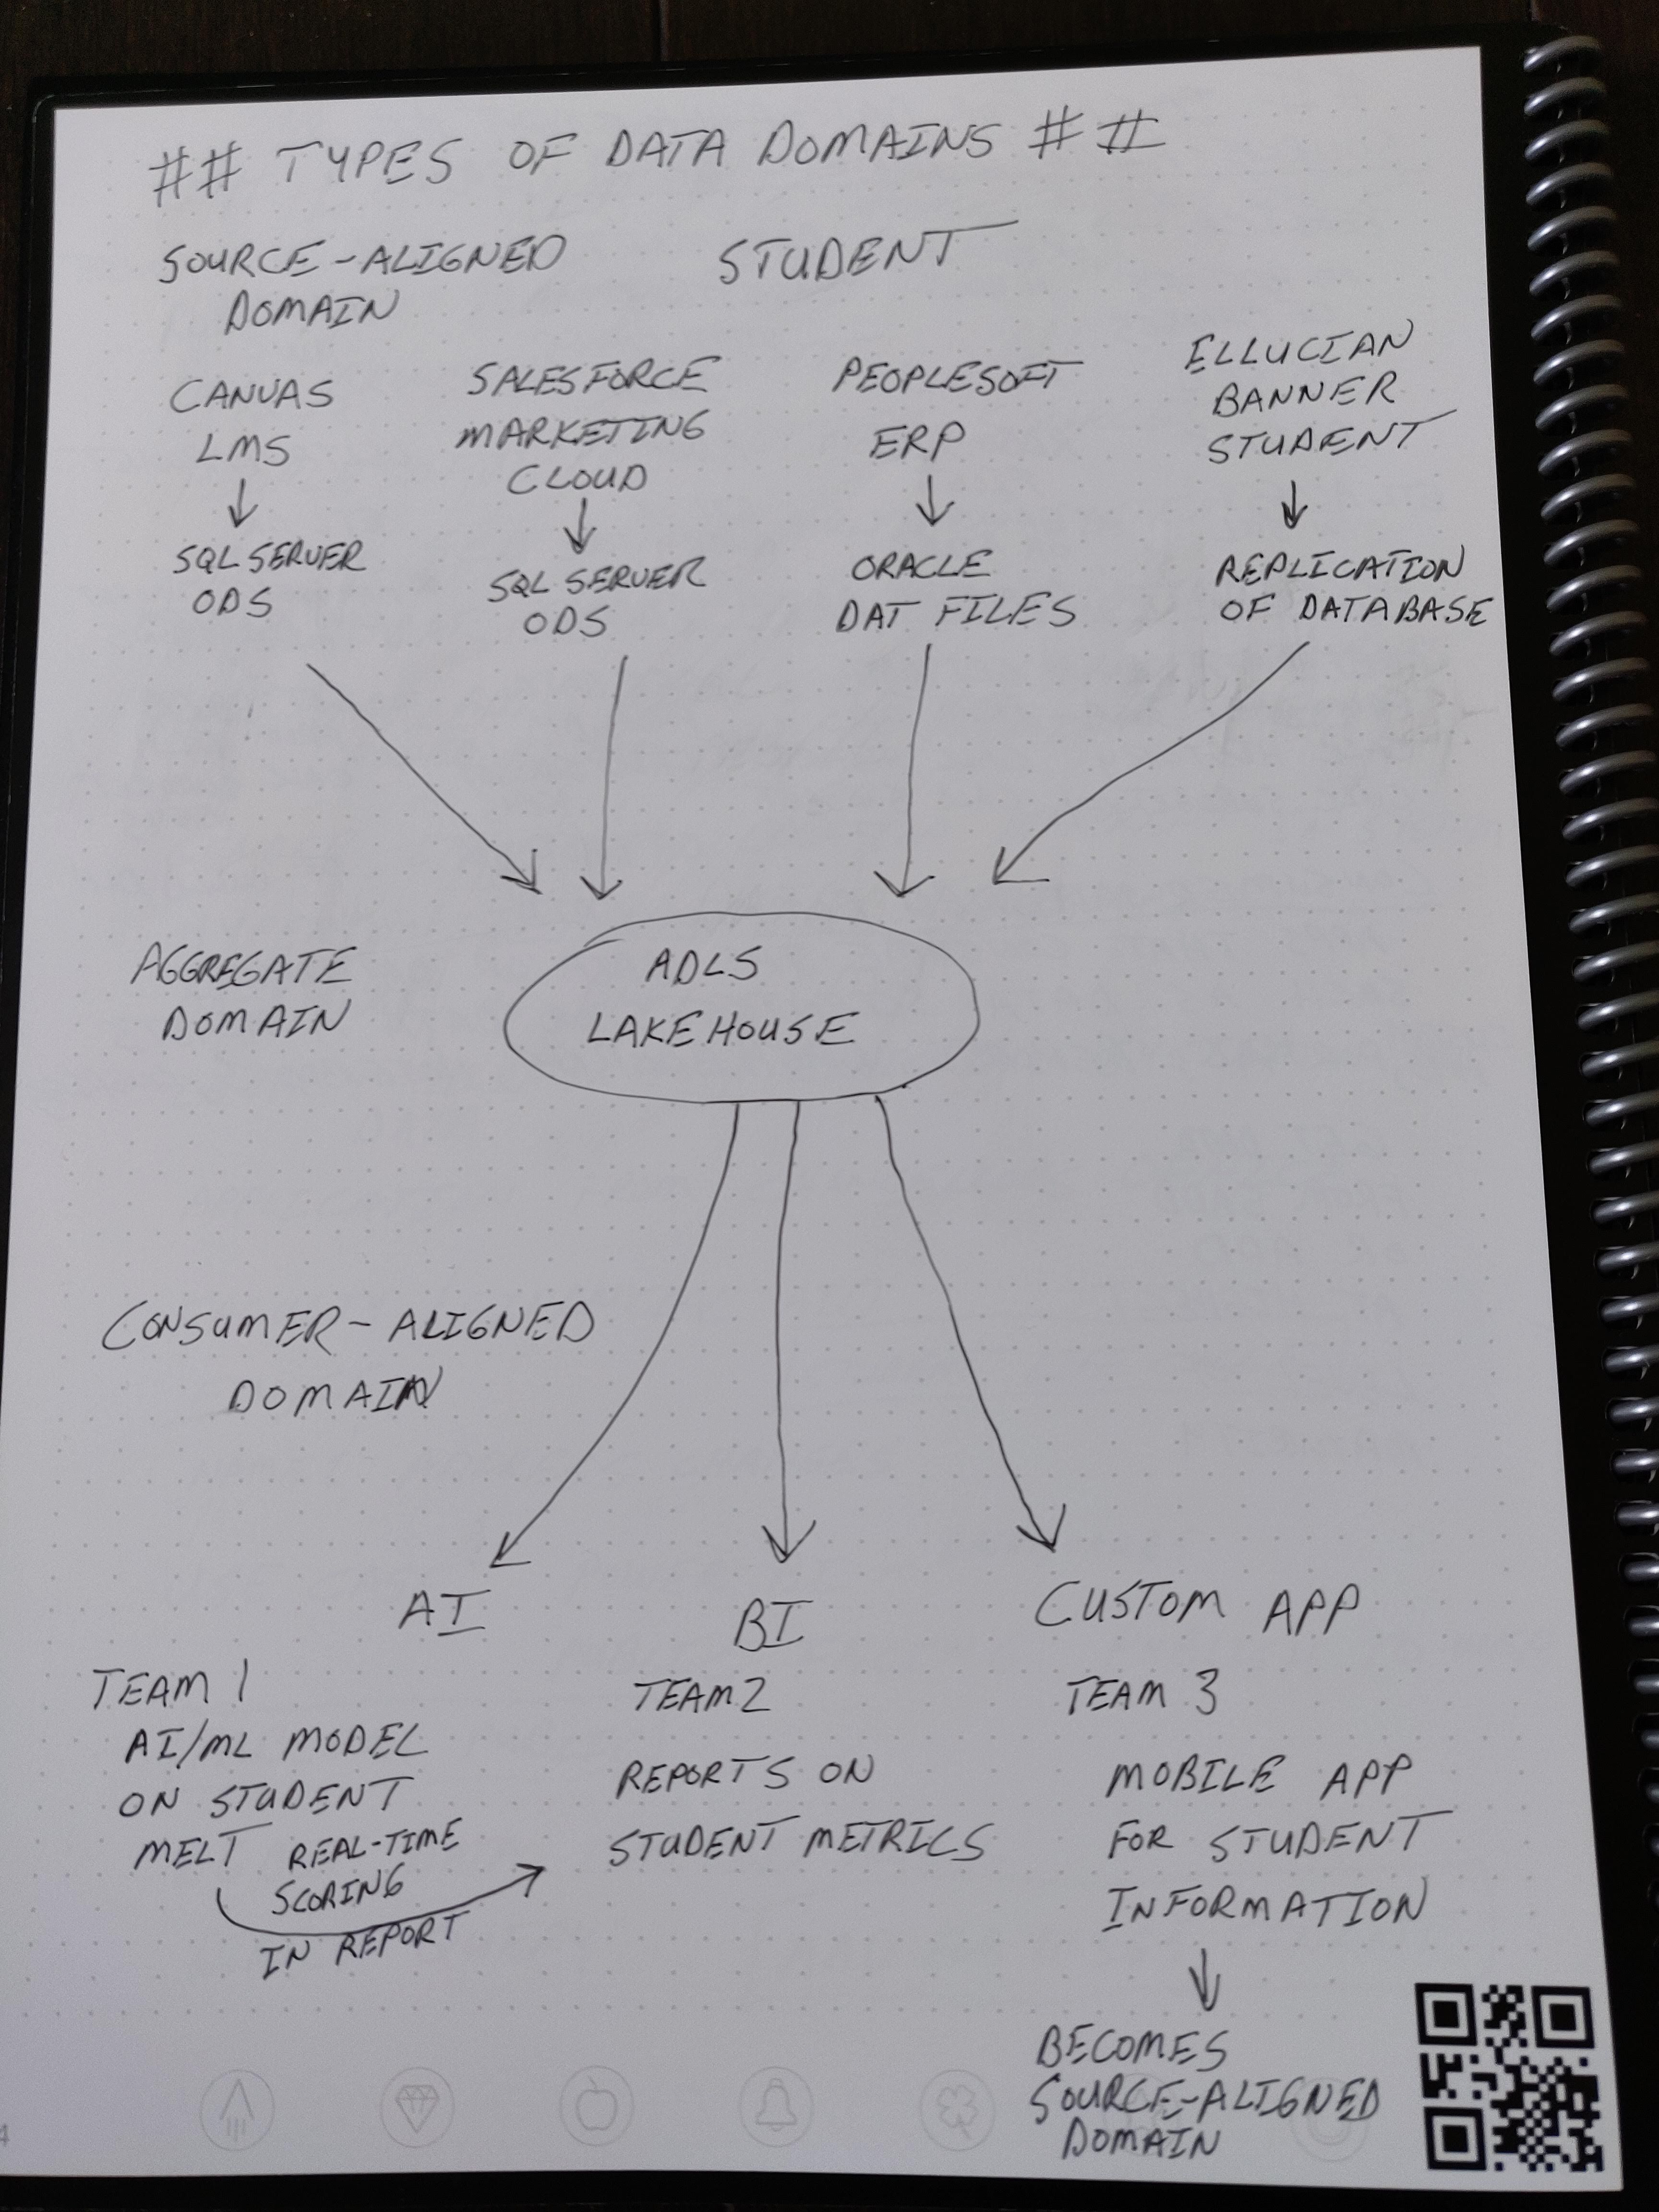 ## TYPES OF DATA DOMAINS ##
SOURCE-ALIGNED
DOMAIN
STUDENT
CANVAS
LMS
SQL SERVER
ODS
SALESFORCE
MARKETING
CLOUD
SQL SERVER
ODS
PEOPLESOFT
ERP
ORACLE
DAT FILES
ELLUCIAN
BANNER
STUDENT
REPLICATION
OF DATABASE
AGGREGATE
DOMAIN
ADLS
LAKEHOUSE
CONSUMER-ALIGNED
DOMAIN
AI
TEAM 1
AI/ML MODEL
ON STUDENT
MELT
REAL-TIME
SCORING
IN REPORT
BI
TEAM 2
REPORTS ON
STUDENT METRICS
CUSTOM APP
TEAM 3
MOBILE APP
FOR STUDENT
INFORMATION
BECOMES
SOURCE-ALIGNED
DOMAIN
4